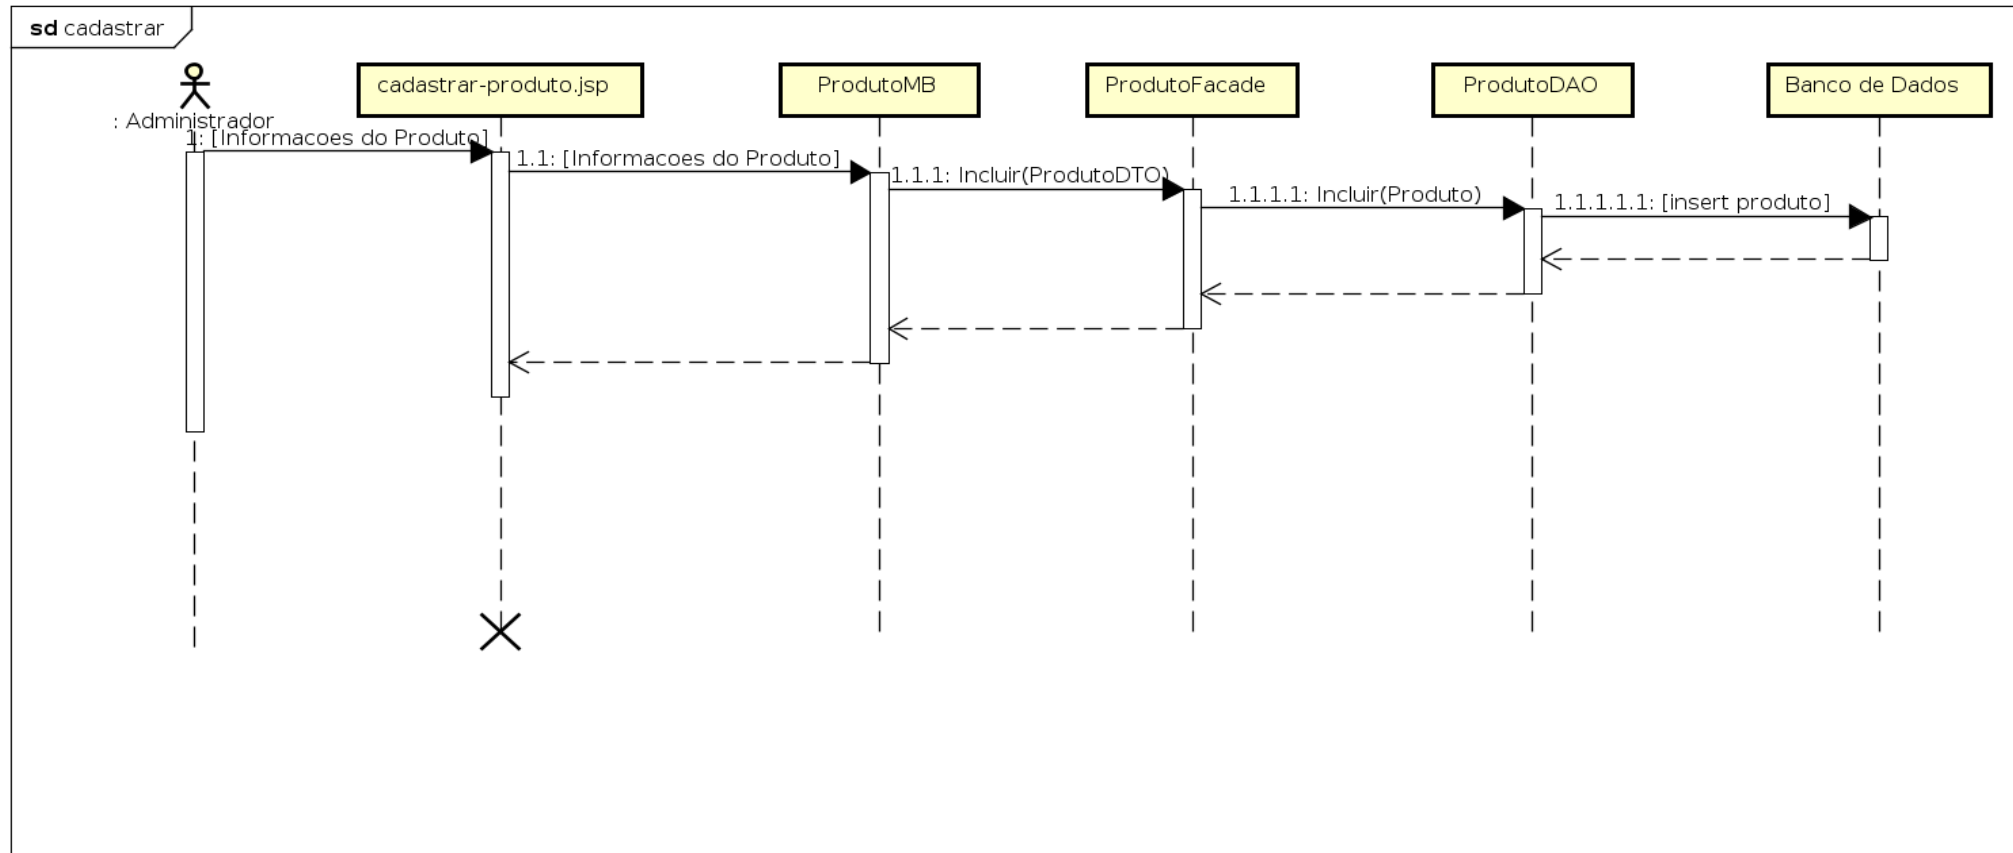 sd cadastrar
cadastrar-produto.jsp
ProdutoMB
ProdutoFacade
ProdutoDAO
Banco de Dados
: Administrador
1: [Informacoes do Produto]
1.1: [Informacoes do Produto]
1.1.1: Incluir(ProdutoDTO)
1.1.1.1: Incluir(Produto)
1.1.1.1.1: [insert produto]